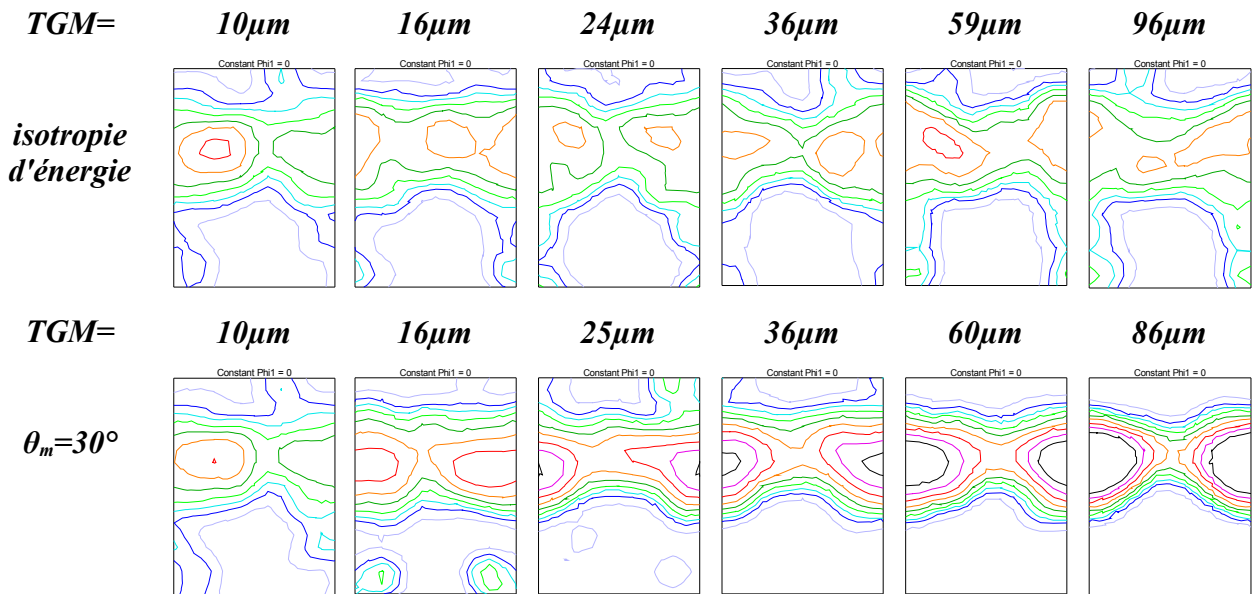 TGM= 10µm 16µm 24µm 36µm 59µm 96µm
Constant Phi1 = 0 Constant Phi1 = 0 Constant Phi1 = 0 Constant Phi1 = 0 Constant Phi1 = 0 Constant Phi1 = 0
isotropie
d'énergie
TGM= 10µm 16µm 25µm 36µm 60µm 86µm
Constant Phi1 = 0 Constant Phi1 = 0 Constant Phi1 = 0 Constant Phi1 = 0 Constant Phi1 = 0 Constant Phi1 = 0
θm=30°